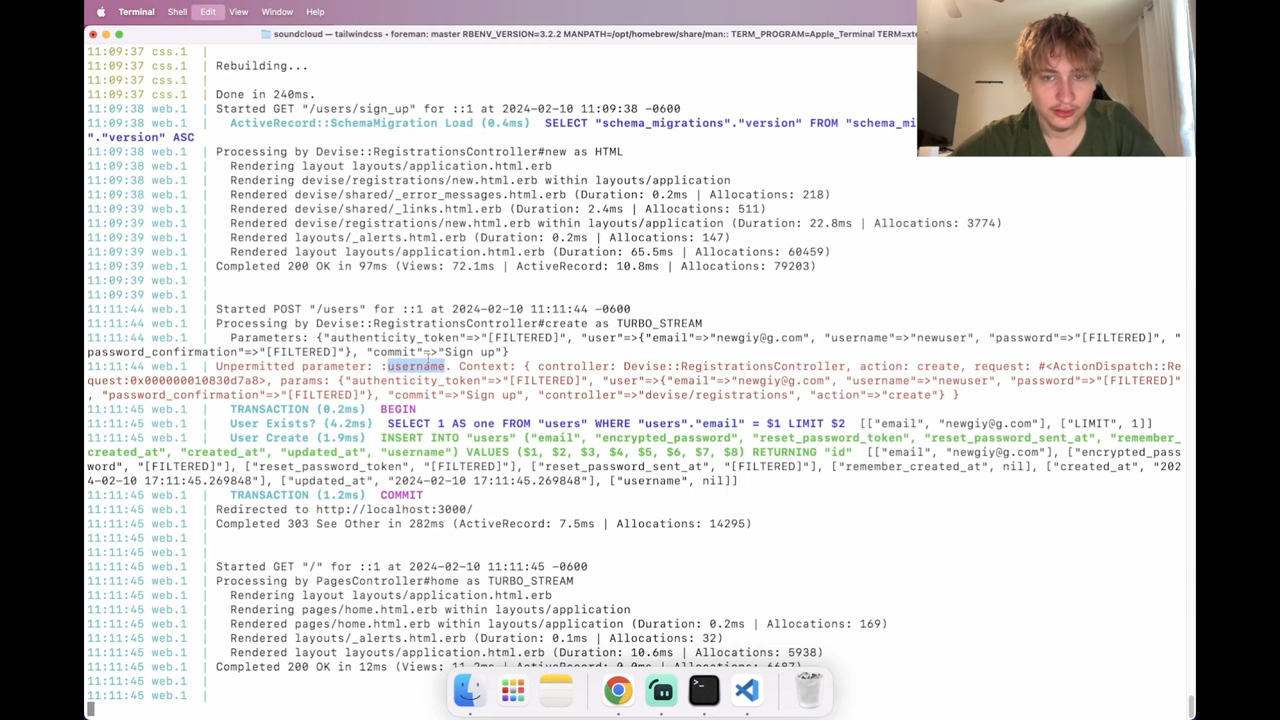 Terminal Shell Edit View Window Help
soundcloud — tailwindcss ◂ foreman: master RBENV_VERSION=3.2.2 MANPATH=/opt/homebrew/share/man:: TERM_PROGRAM=Apple_Terminal TERM=xte
11:09:37 css.1 |
11:09:37 css.1 | Rebuilding...
11:09:37 css.1 |
11:09:37 css.1 | Done in 240ms.
11:09:38 web.1 | Started GET "/users/sign_up" for ::1 at 2024-02-10 11:09:38 -0600
11:09:38 web.1 | ActiveRecord::SchemaMigration Load (0.4ms) SELECT "schema_migrations"."version" FROM "schema_mi
"."version" ASC
11:09:38 web.1 | Processing by Devise::RegistrationsController#new as HTML
11:09:38 web.1 | Rendering layout layouts/application.html.erb
11:09:38 web.1 | Rendering devise/registrations/new.html.erb within layouts/application
11:09:38 web.1 | Rendered devise/shared/_error_messages.html.erb (Duration: 0.2ms | Allocations: 218)
11:09:39 web.1 | Rendered devise/shared/_links.html.erb (Duration: 2.4ms | Allocations: 511)
11:09:39 web.1 | Rendered devise/registrations/new.html.erb within layouts/application (Duration: 22.8ms | Allocations: 3774)
11:09:39 web.1 | Rendered layouts/_alerts.html.erb (Duration: 0.2ms | Allocations: 147)
11:09:39 web.1 | Rendered layout layouts/application.html.erb (Duration: 65.5ms | Allocations: 60459)
11:09:39 web.1 | Completed 200 OK in 97ms (Views: 72.1ms | ActiveRecord: 10.8ms | Allocations: 79203)
11:09:39 web.1 |
11:09:39 web.1 |
11:11:44 web.1 | Started POST "/users" for ::1 at 2024-02-10 11:11:44 -0600
11:11:44 web.1 | Processing by Devise::RegistrationsController#create as TURBO_STREAM
11:11:44 web.1 | Parameters: {"authenticity_token"=>"[FILTERED]", "user"=>{"email"=>"newgiy@g.com", "username"=>"newuser", "password"=>"[FILTERED]", "
password_confirmation"=>"[FILTERED]"}, "commit"=>"Sign up"}
11:11:44 web.1 | Unpermitted parameter: :username. Context: { controller: Devise::RegistrationsController, action: create, request: #<ActionDispatch::Re
quest:0x000000010830d7a8>, params: {"authenticity_token"=>"[FILTERED]", "user"=>{"email"=>"newgiy@g.com", "username"=>"newuser", "password"=>"[FILTERED]"
, "password_confirmation"=>"[FILTERED]"}, "commit"=>"Sign up", "controller"=>"devise/registrations", "action"=>"create"} }
11:11:45 web.1 | TRANSACTION (0.2ms) BEGIN
11:11:45 web.1 | User Exists? (4.2ms) SELECT 1 AS one FROM "users" WHERE "users"."email" = $1 LIMIT $2 [["email", "newgiy@g.com"], ["LIMIT", 1]]
11:11:45 web.1 | User Create (1.9ms) INSERT INTO "users" ("email", "encrypted_password", "reset_password_token", "reset_password_sent_at", "remember_
created_at", "created_at", "updated_at", "username") VALUES ($1, $2, $3, $4, $5, $6, $7, $8) RETURNING "id" [["email", "newgiy@g.com"], ["encrypted_pass
word", "[FILTERED]"], ["reset_password_token", "[FILTERED]"], ["reset_password_sent_at", "[FILTERED]"], ["remember_created_at", nil], ["created_at", "202
4-02-10 17:11:45.269848"], ["updated_at", "2024-02-10 17:11:45.269848"], ["username", nil]]
11:11:45 web.1 | TRANSACTION (1.2ms) COMMIT
11:11:45 web.1 | Redirected to http://localhost:3000/
11:11:45 web.1 | Completed 303 See Other in 282ms (ActiveRecord: 7.5ms | Allocations: 14295)
11:11:45 web.1 |
11:11:45 web.1 |
11:11:45 web.1 | Started GET "/" for ::1 at 2024-02-10 11:11:45 -0600
11:11:45 web.1 | Processing by PagesController#home as TURBO_STREAM
11:11:45 web.1 | Rendering layout layouts/application.html.erb
11:11:45 web.1 | Rendering pages/home.html.erb within layouts/application
11:11:45 web.1 | Rendered pages/home.html.erb within layouts/application (Duration: 0.2ms | Allocations: 169)
11:11:45 web.1 | Rendered layouts/_alerts.html.erb (Duration: 0.1ms | Allocations: 32)
11:11:45 web.1 | Rendered layout layouts/application.html.erb (Duration: 10.6ms | Allocations: 5938)
11:11:45 web.1 | Completed 200 OK in 12ms (Views: 11.2ms | ActiveRecord: 0.0ms | Allocations: 6687)
11:11:45 web.1 |
11:11:45 web.1 |